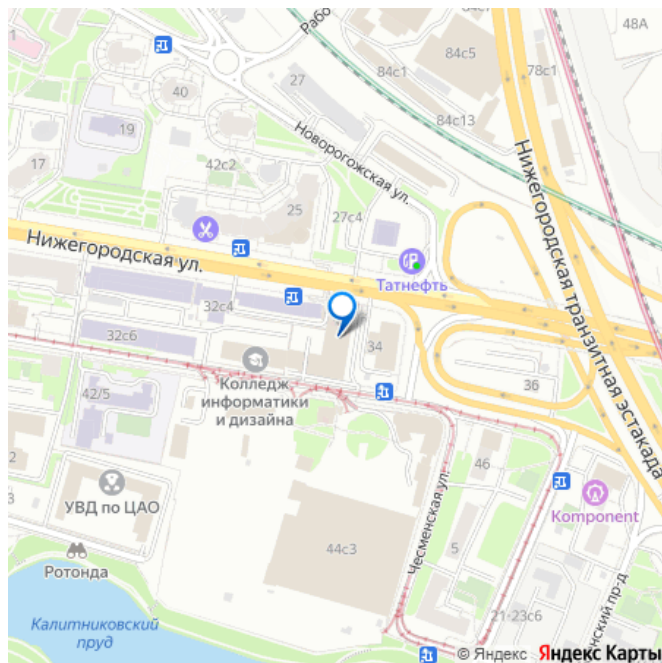 48А
84с5
84с1
78с1
27
40
84с13
19
Новорогожская ул.
17
42с2
25
27с4
Нижегородская транзитная эстакада
Нижегородская ул.
Татнефть
32с4
32с6
34
Колледж
информатики
и дизайна
36
42/5
46
УВД по ЦАО
Чесменская ул.
Komponent
44с3
5
Ротонда
21-23с6
Калитниковский
пруд
© Яндекс Яндекс Карты